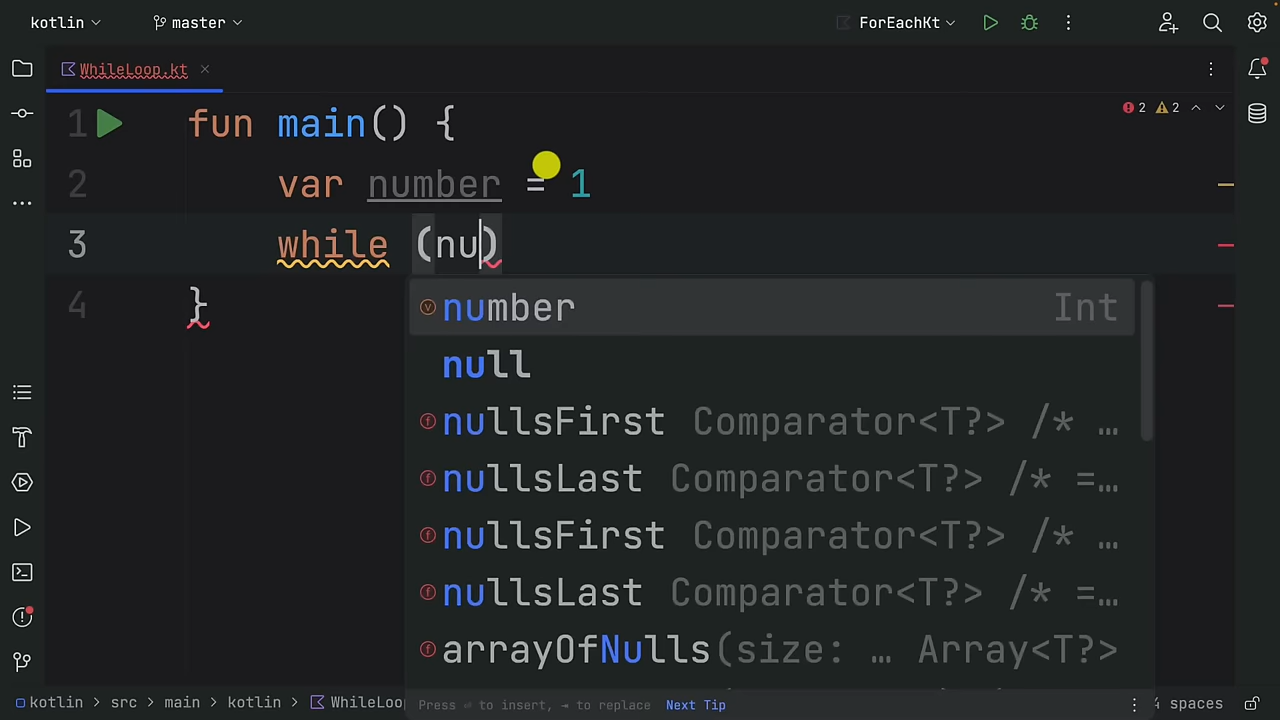 kotlin
master
ForEachKt
WhileLoop.kt
2 2
1 fun main() {
2 var number = 1
3 while (nu)
4 }
number Int
null
nullsFirst Comparator<T?> /* …
nullsLast Comparator<T?> /* =…
nullsFirst Comparator<T?> /* …
nullsLast Comparator<T?> /* =…
arrayOfNulls(size: … Array<T?>
kotlin > src > main > kotlin > WhileLoo
Press ⏎ to insert, ⇥ to replace Next Tip
spaces